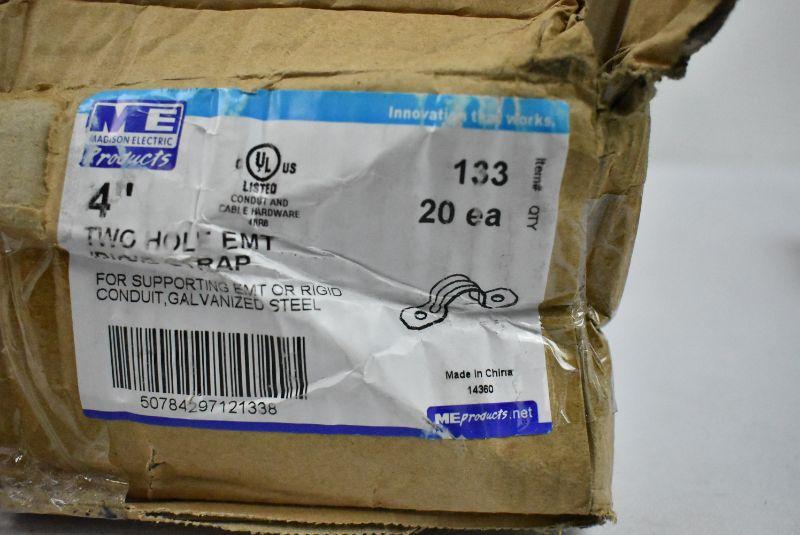 Innovation that works.
ME
MADISON ELECTRIC
Products
C UL US
LISTED
CONDUIT AND
CABLE HARDWARE
133 Item#
20 ea QTY
4"
TWO HOLE EMT
STRAP
FOR SUPPORTING EMT OR RIGID
CONDUIT, GALVANIZED STEEL
50784297121338
Made In China
14360
MEproducts.net